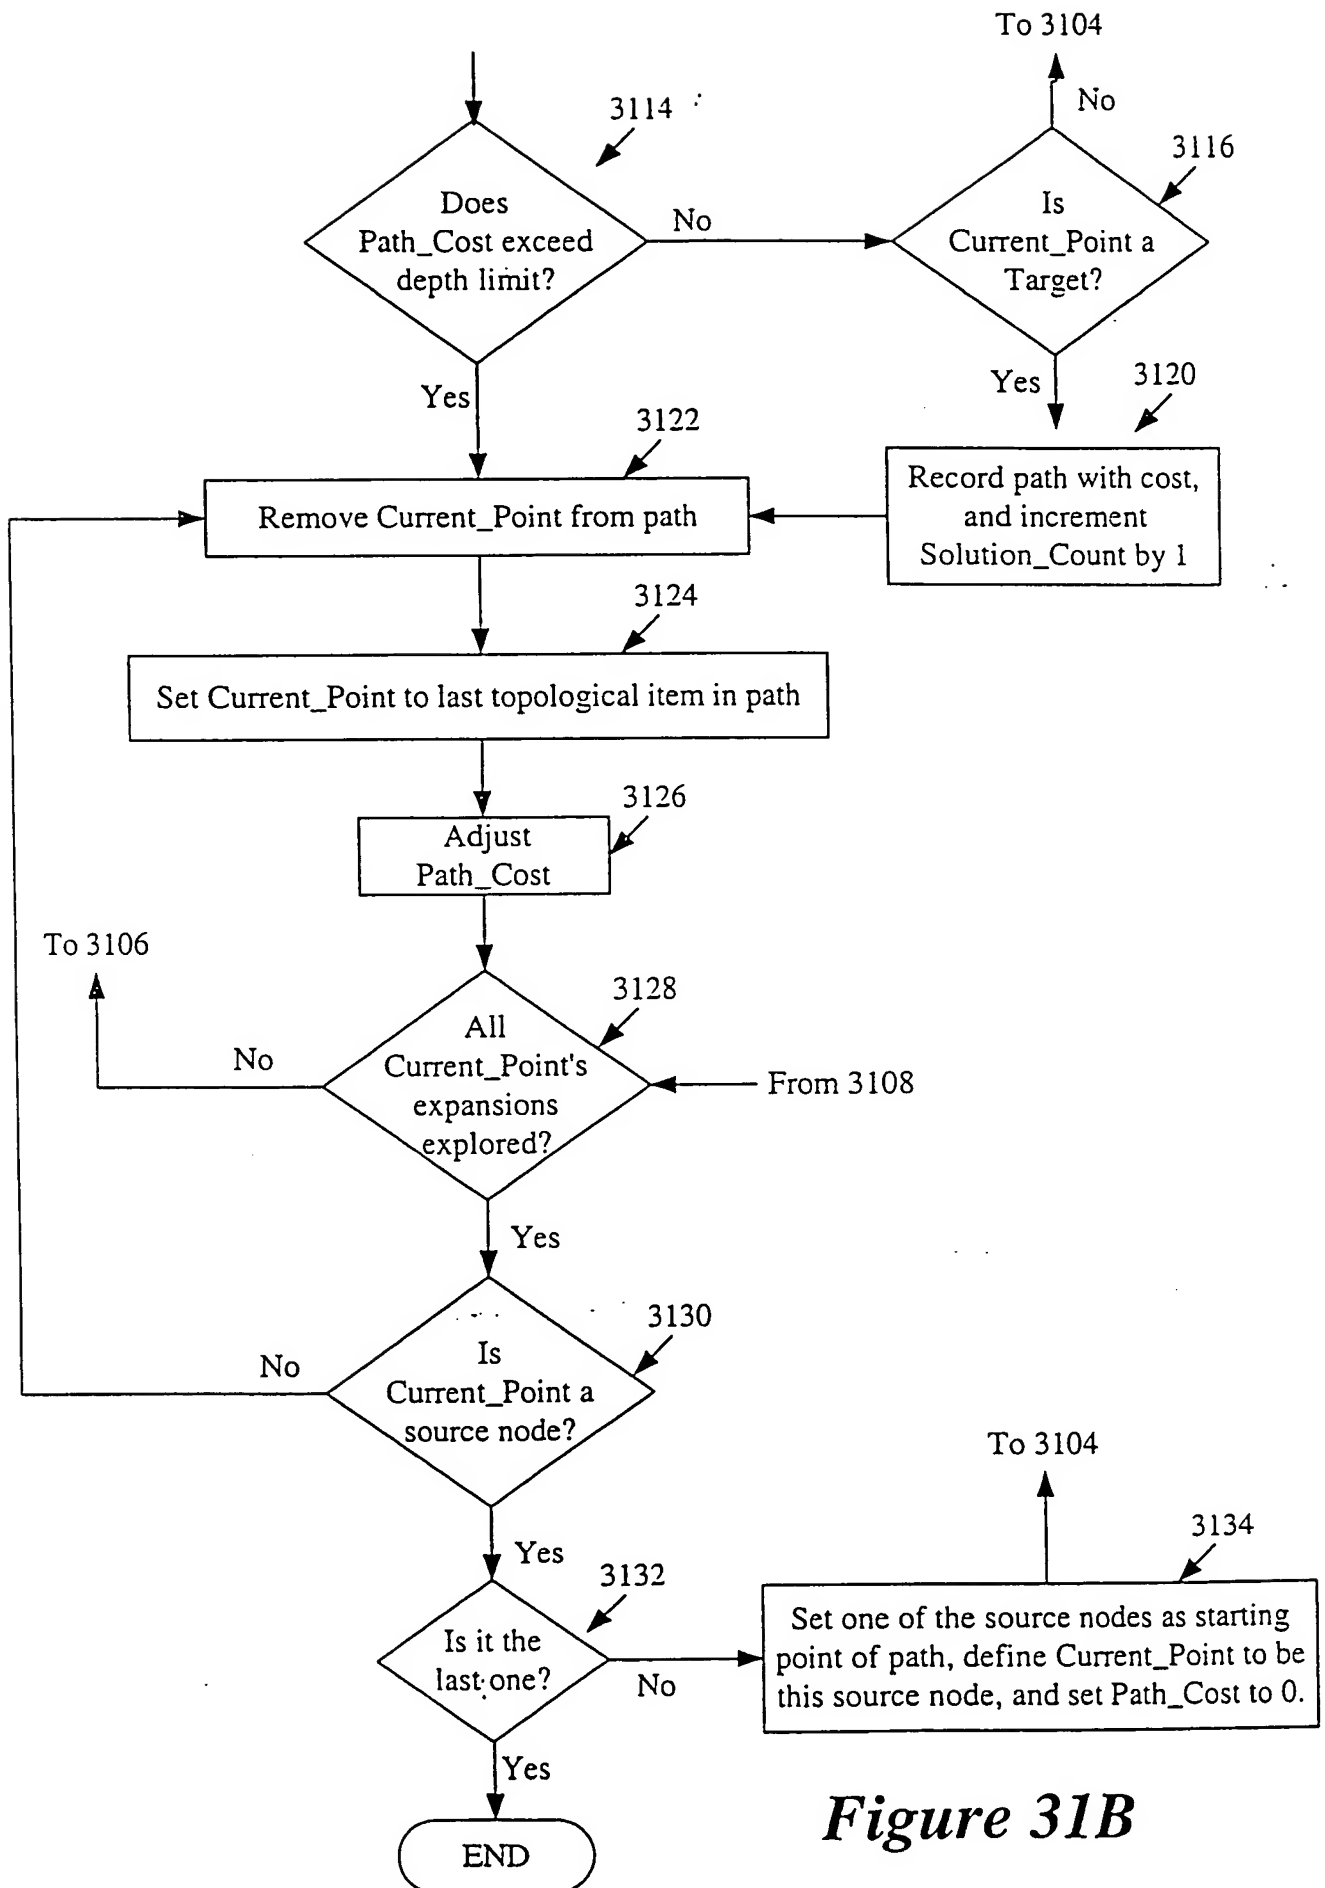 To 3104
No
3114
3116
Does
Path_Cost exceed
depth limit?
No
Is
Current_Point a
Target?
Yes
Yes
3120
3122
Remove Current_Point from path
Record path with cost,
and increment
Solution_Count by 1
3124
Set Current_Point to last topological item in path
3126
Adjust
Path_Cost
To 3106
3128
No
All
Current_Point's
expansions
explored?
From 3108
Yes
3130
No
Is
Current_Point a
source node?
To 3104
Yes
3132
3134
Is it the
last one?
No
Set one of the source nodes as starting
point of path, define Current_Point to be
this source node, and set Path_Cost to 0.
Yes
END
Figure 31B